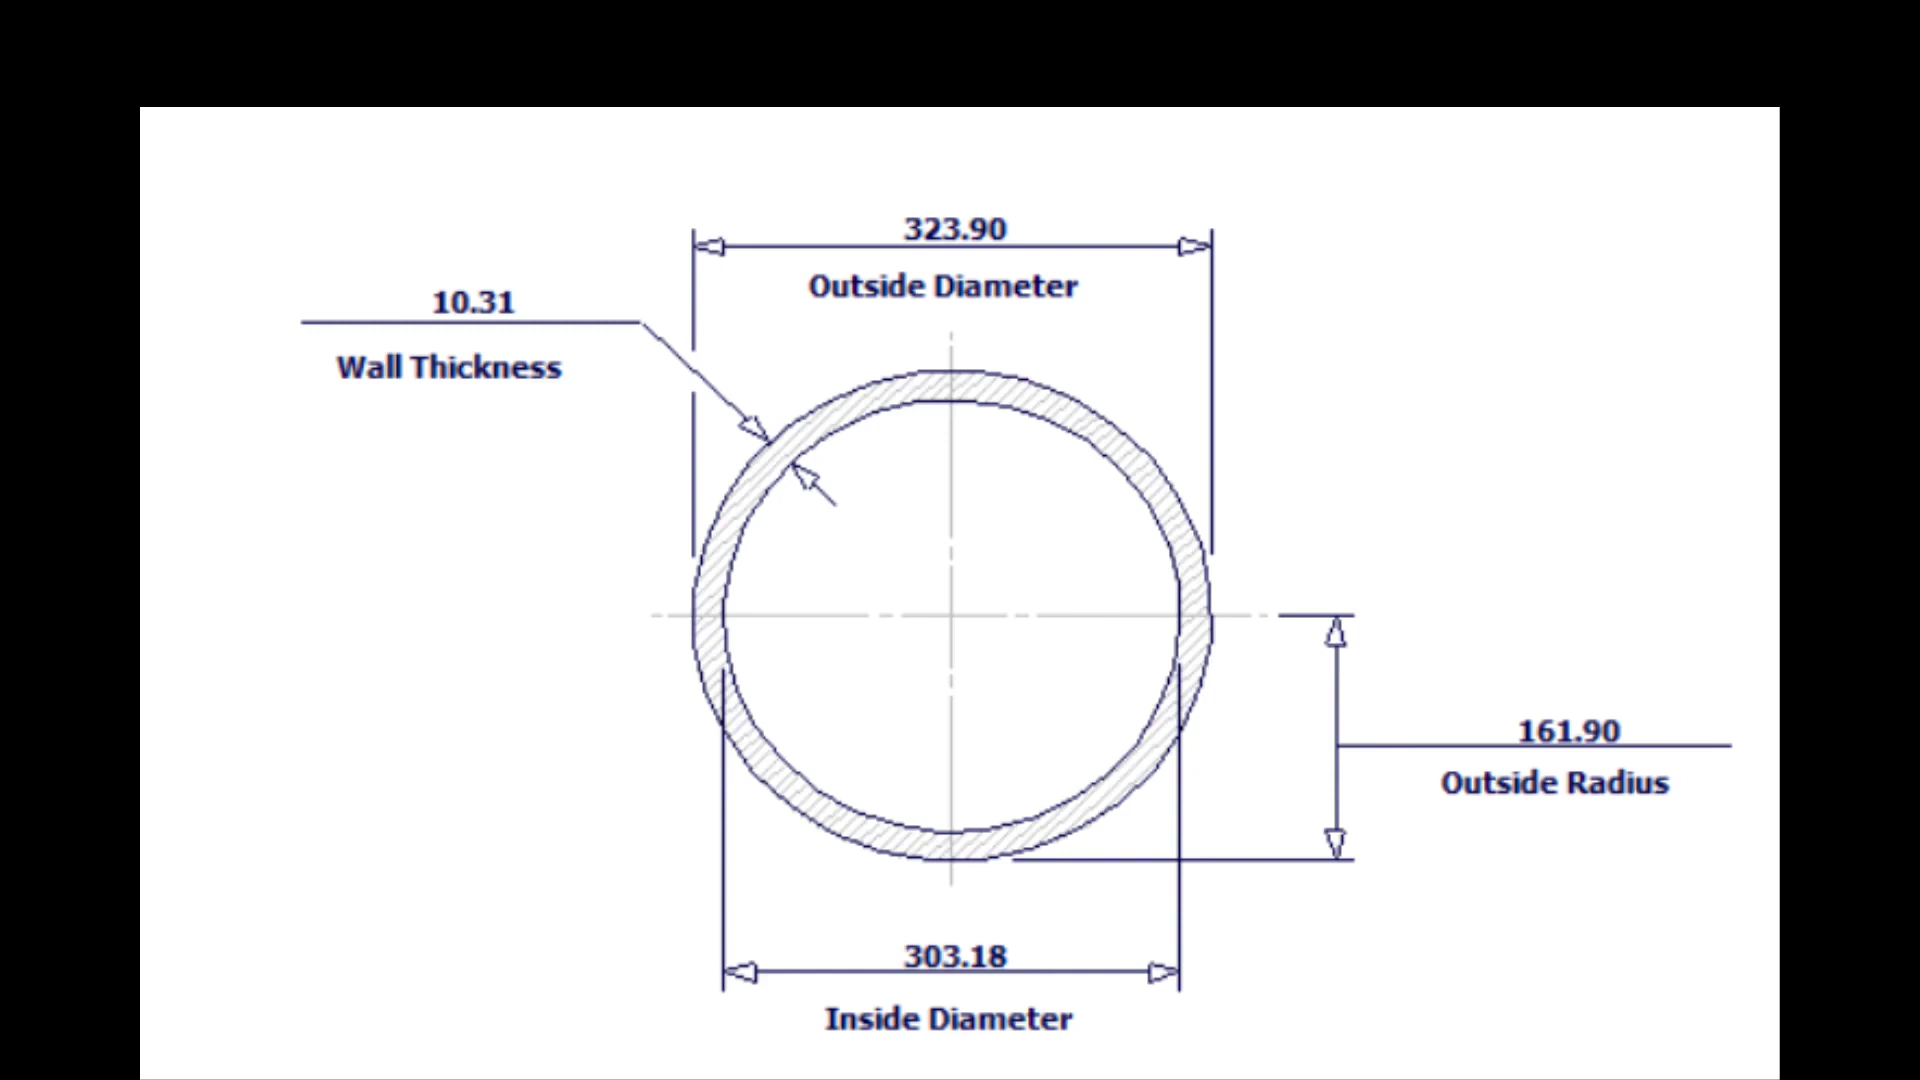 323.90
Outside Diameter
10.31
Wall Thickness
161.90
Outside Radius
303.18
Inside Diameter